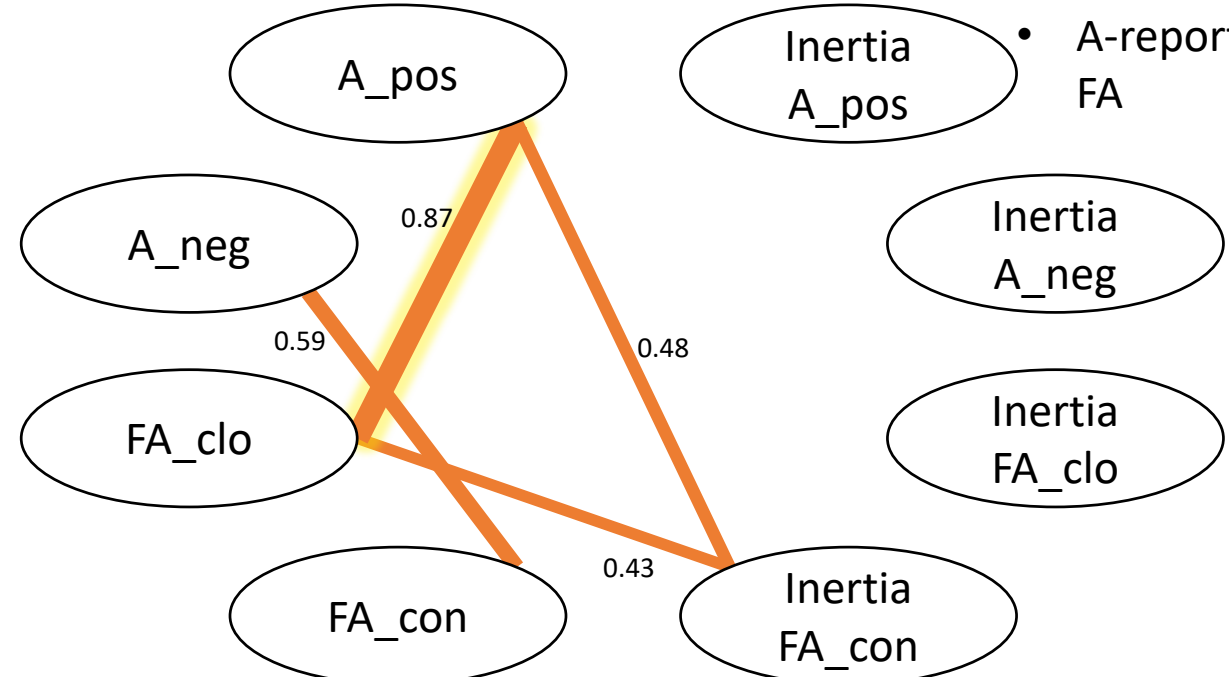 A_pos
Inertia
A_pos
• A-report
FA
A_neg
Inertia
A_neg
0.87
0.59
0.48
FA_clo
Inertia
FA_clo
0.43
FA_con
Inertia
FA_con